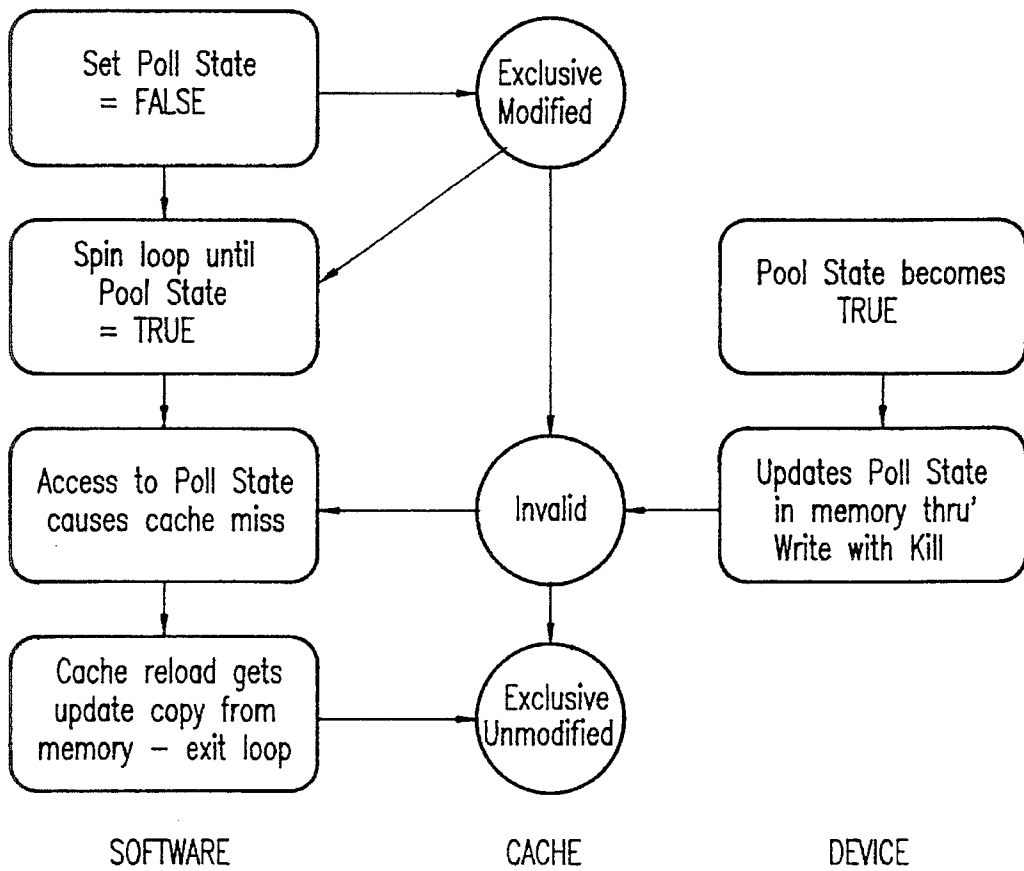 Set Poll State
= FALSE
Exclusive
Modified
Spin loop until
Pool State
= TRUE
Pool State becomes
TRUE
Access to Poll State
causes cache miss
Invalid
Updates Poll State
in memory thru'
Write with Kill
Cache reload gets
update copy from
memory – exit loop
Exclusive
Unmodified
SOFTWARE
CACHE
DEVICE